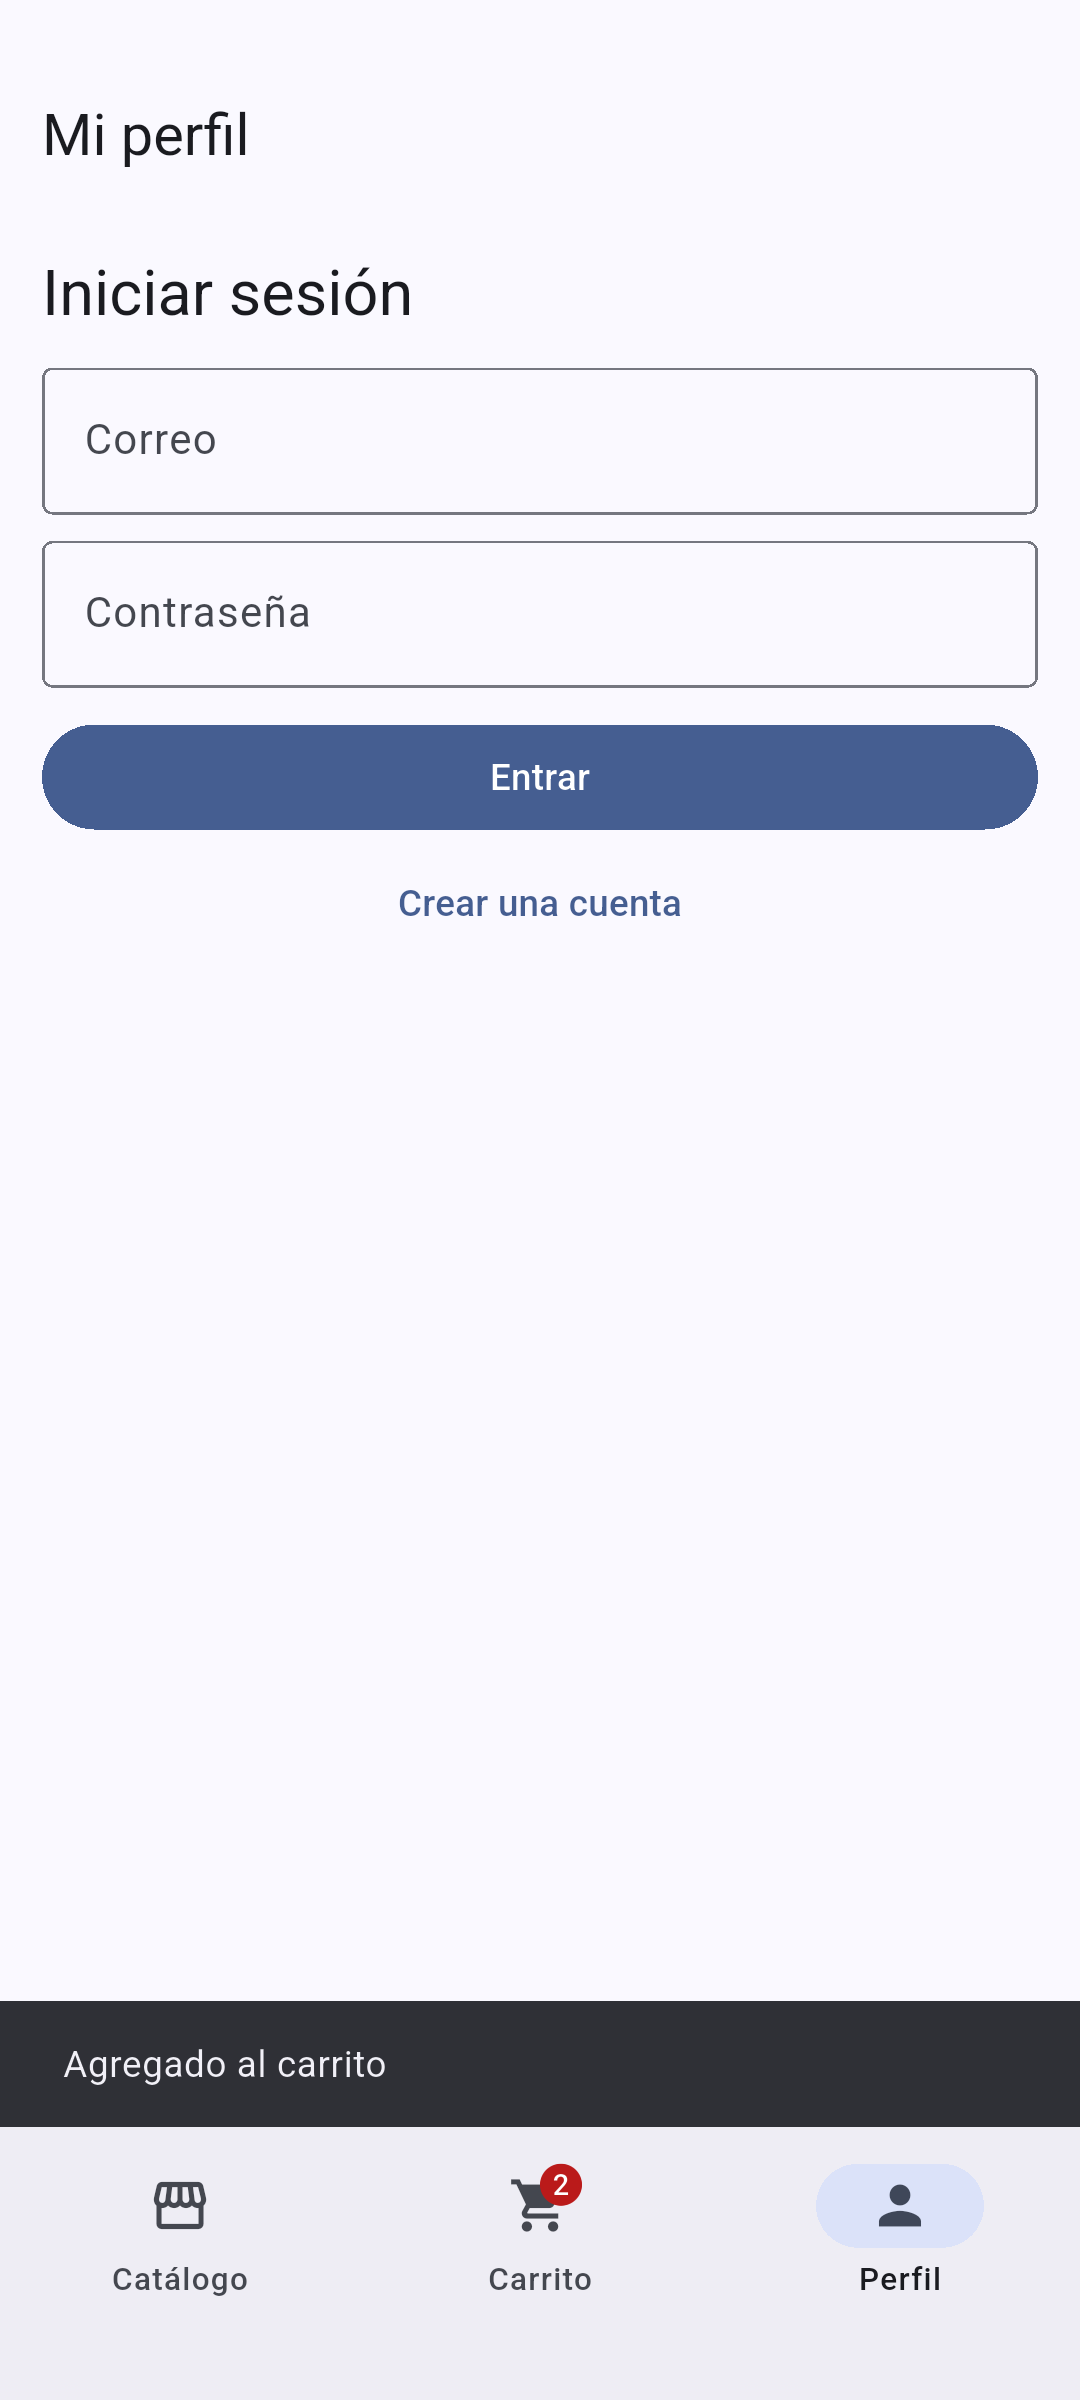 Mi perfil
Iniciar sesión
Correo
Contraseña
Entrar
Crear una cuenta
Agregado al carrito
2
Catálogo
Carrito
Perfil